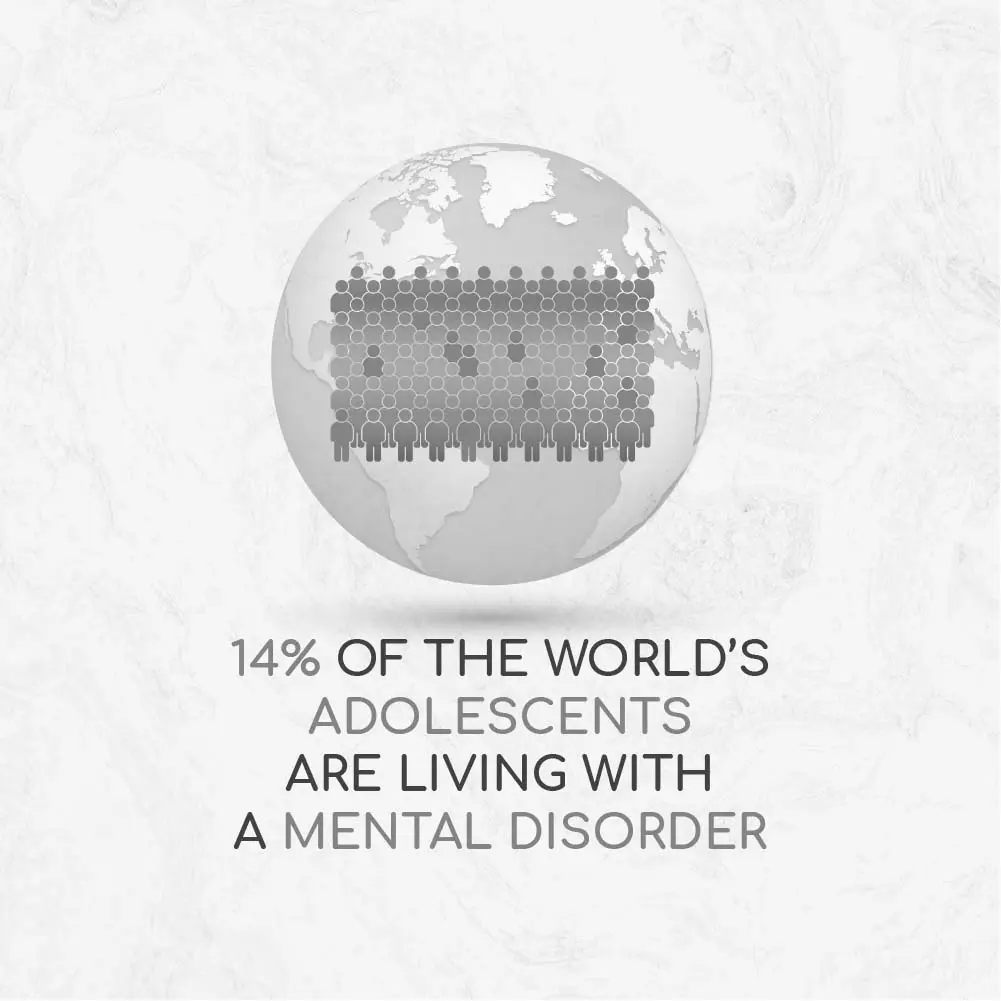 14% OF THE WORLD'S
ADOLESCENTS
ARE LIVING WITH
A MENTAL DISORDER